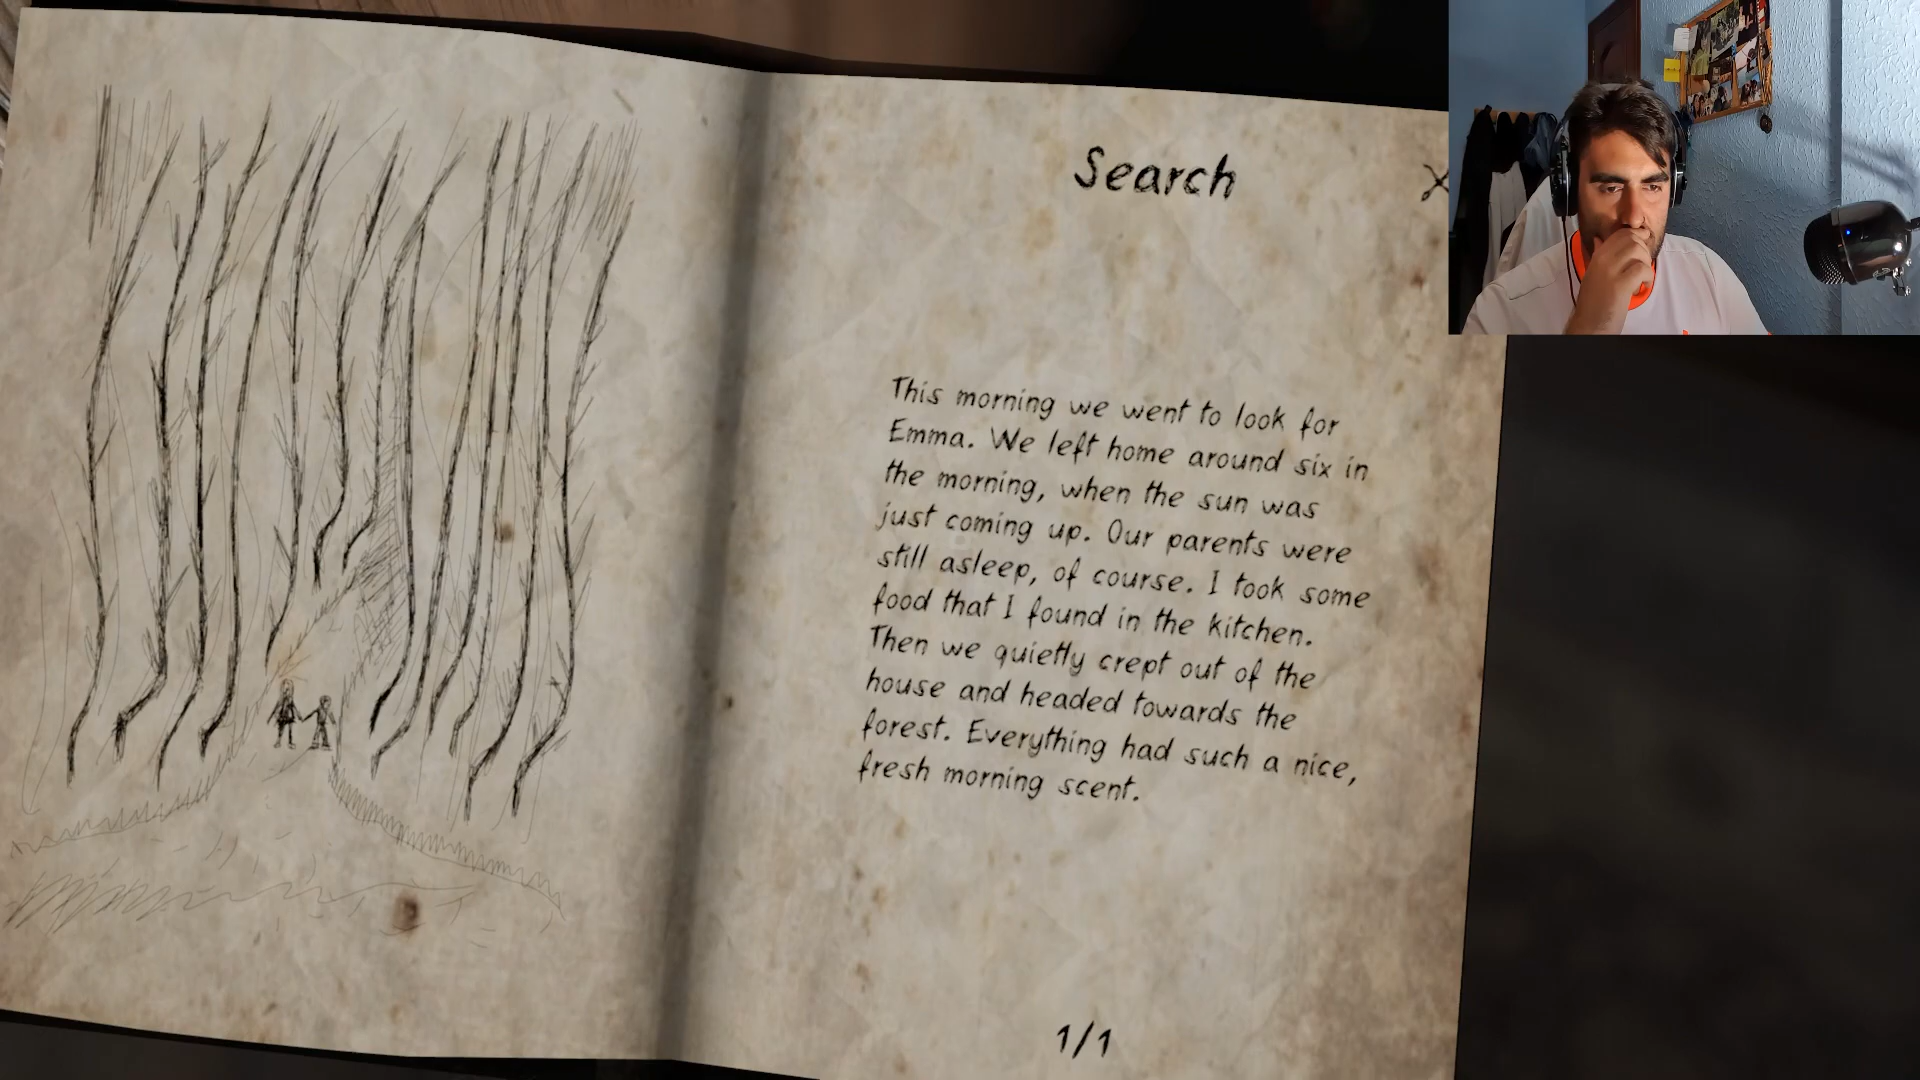 Search
This morning we went to look for
Emma. We left home around six in
the morning, when the sun was
just coming up. Our parents were
still asleep, of course. I took some
food that I found in the kitchen.
Then we quietly crept out of the
house and headed towards the
forest. Everything had such a nice,
fresh morning scent.
1/1